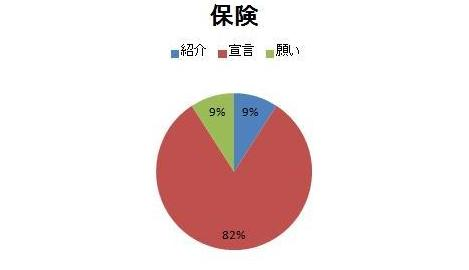 保険
紹介 宣言 願い
9% 9%
82%